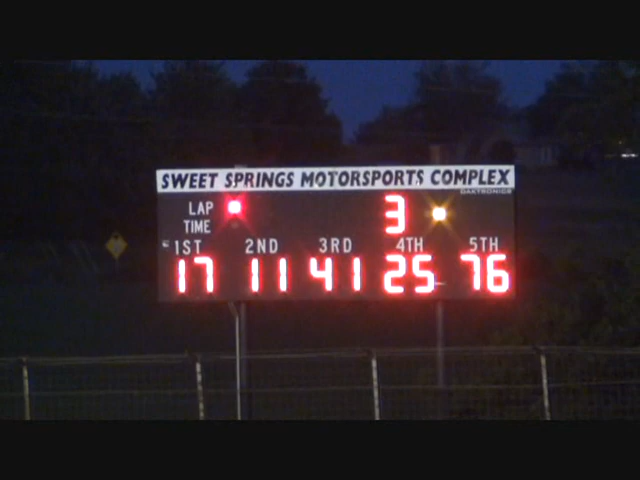 SWEET SPRINGS MOTORSPORTS COMPLEX
DAKTRONICS
LAP 3
TIME
1ST 2ND 3RD 4TH 5TH
17 11 41 25 76